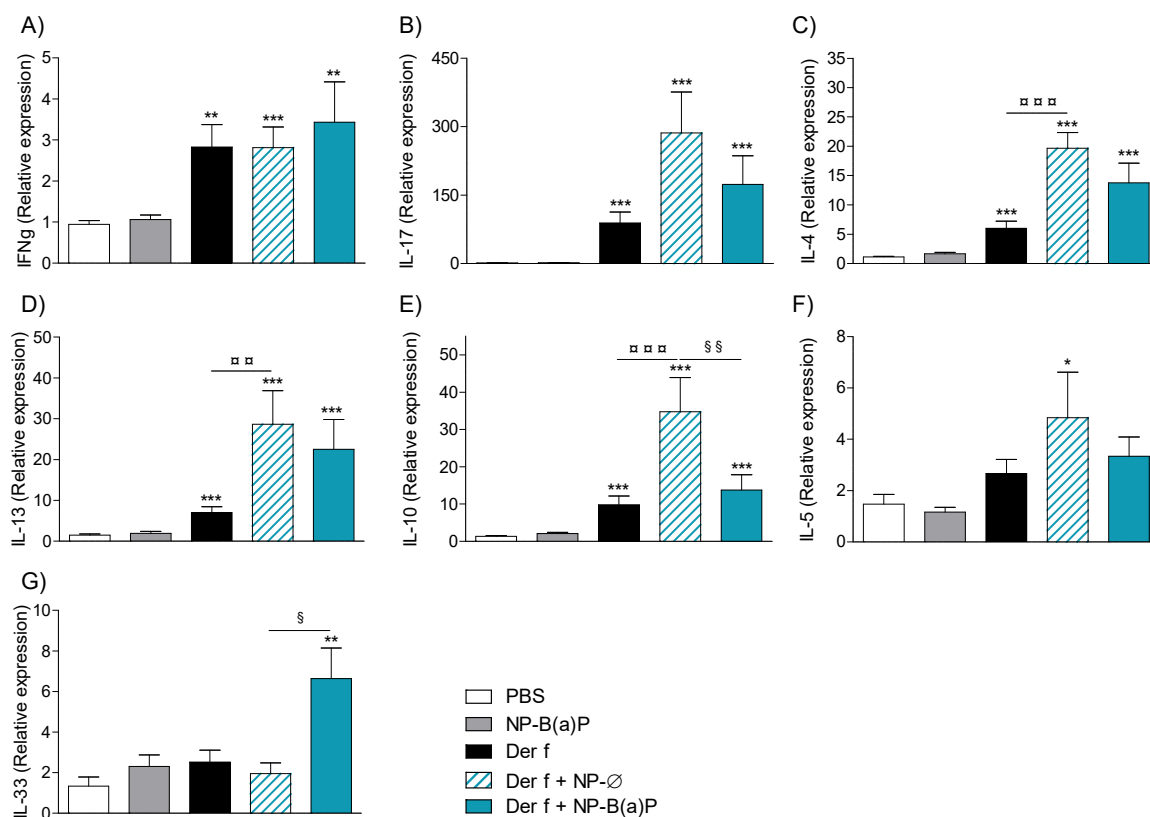 A)
IFNg (Relative expression)
5
4
3
2
1
0
**
***
**
B)
IL-17 (Relative expression)
450
300
150
0
***
***
***
C)
IL-4 (Relative expression)
40
35
20
15
10
5
0
***
¤ ¤ ¤
***
***
D)
IL-13 (Relative expression)
50
40
30
20
10
0
***
¤ ¤
***
***
E)
IL-10 (Relative expression)
50
40
30
20
10
0
***
¤ ¤ ¤
***
§ §
***
F)
IL-5 (Relative expression)
8
6
4
2
0
*
G)
IL-33 (Relative expression)
10
8
6
4
2
0
§
**
PBS
NP-B(a)P
Der f
Der f + NP-∅
Der f + NP-B(a)P